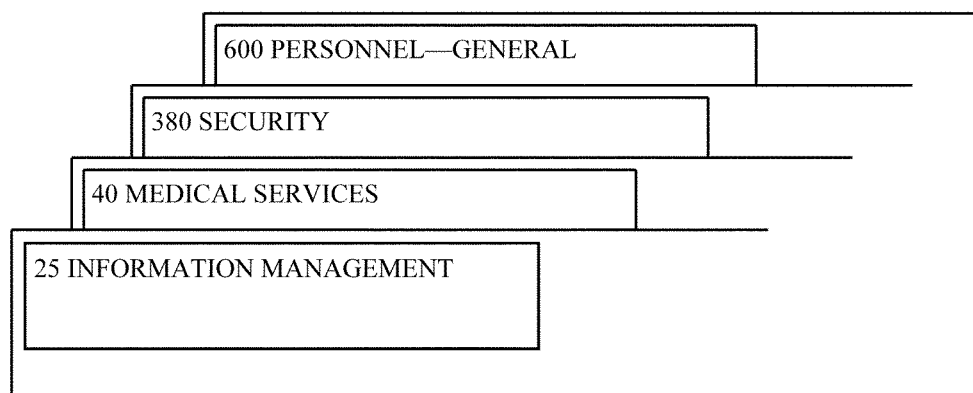 600 PERSONNEL—GENERAL
380 SECURITY
40 MEDICAL SERVICES
25 INFORMATION MANAGEMENT